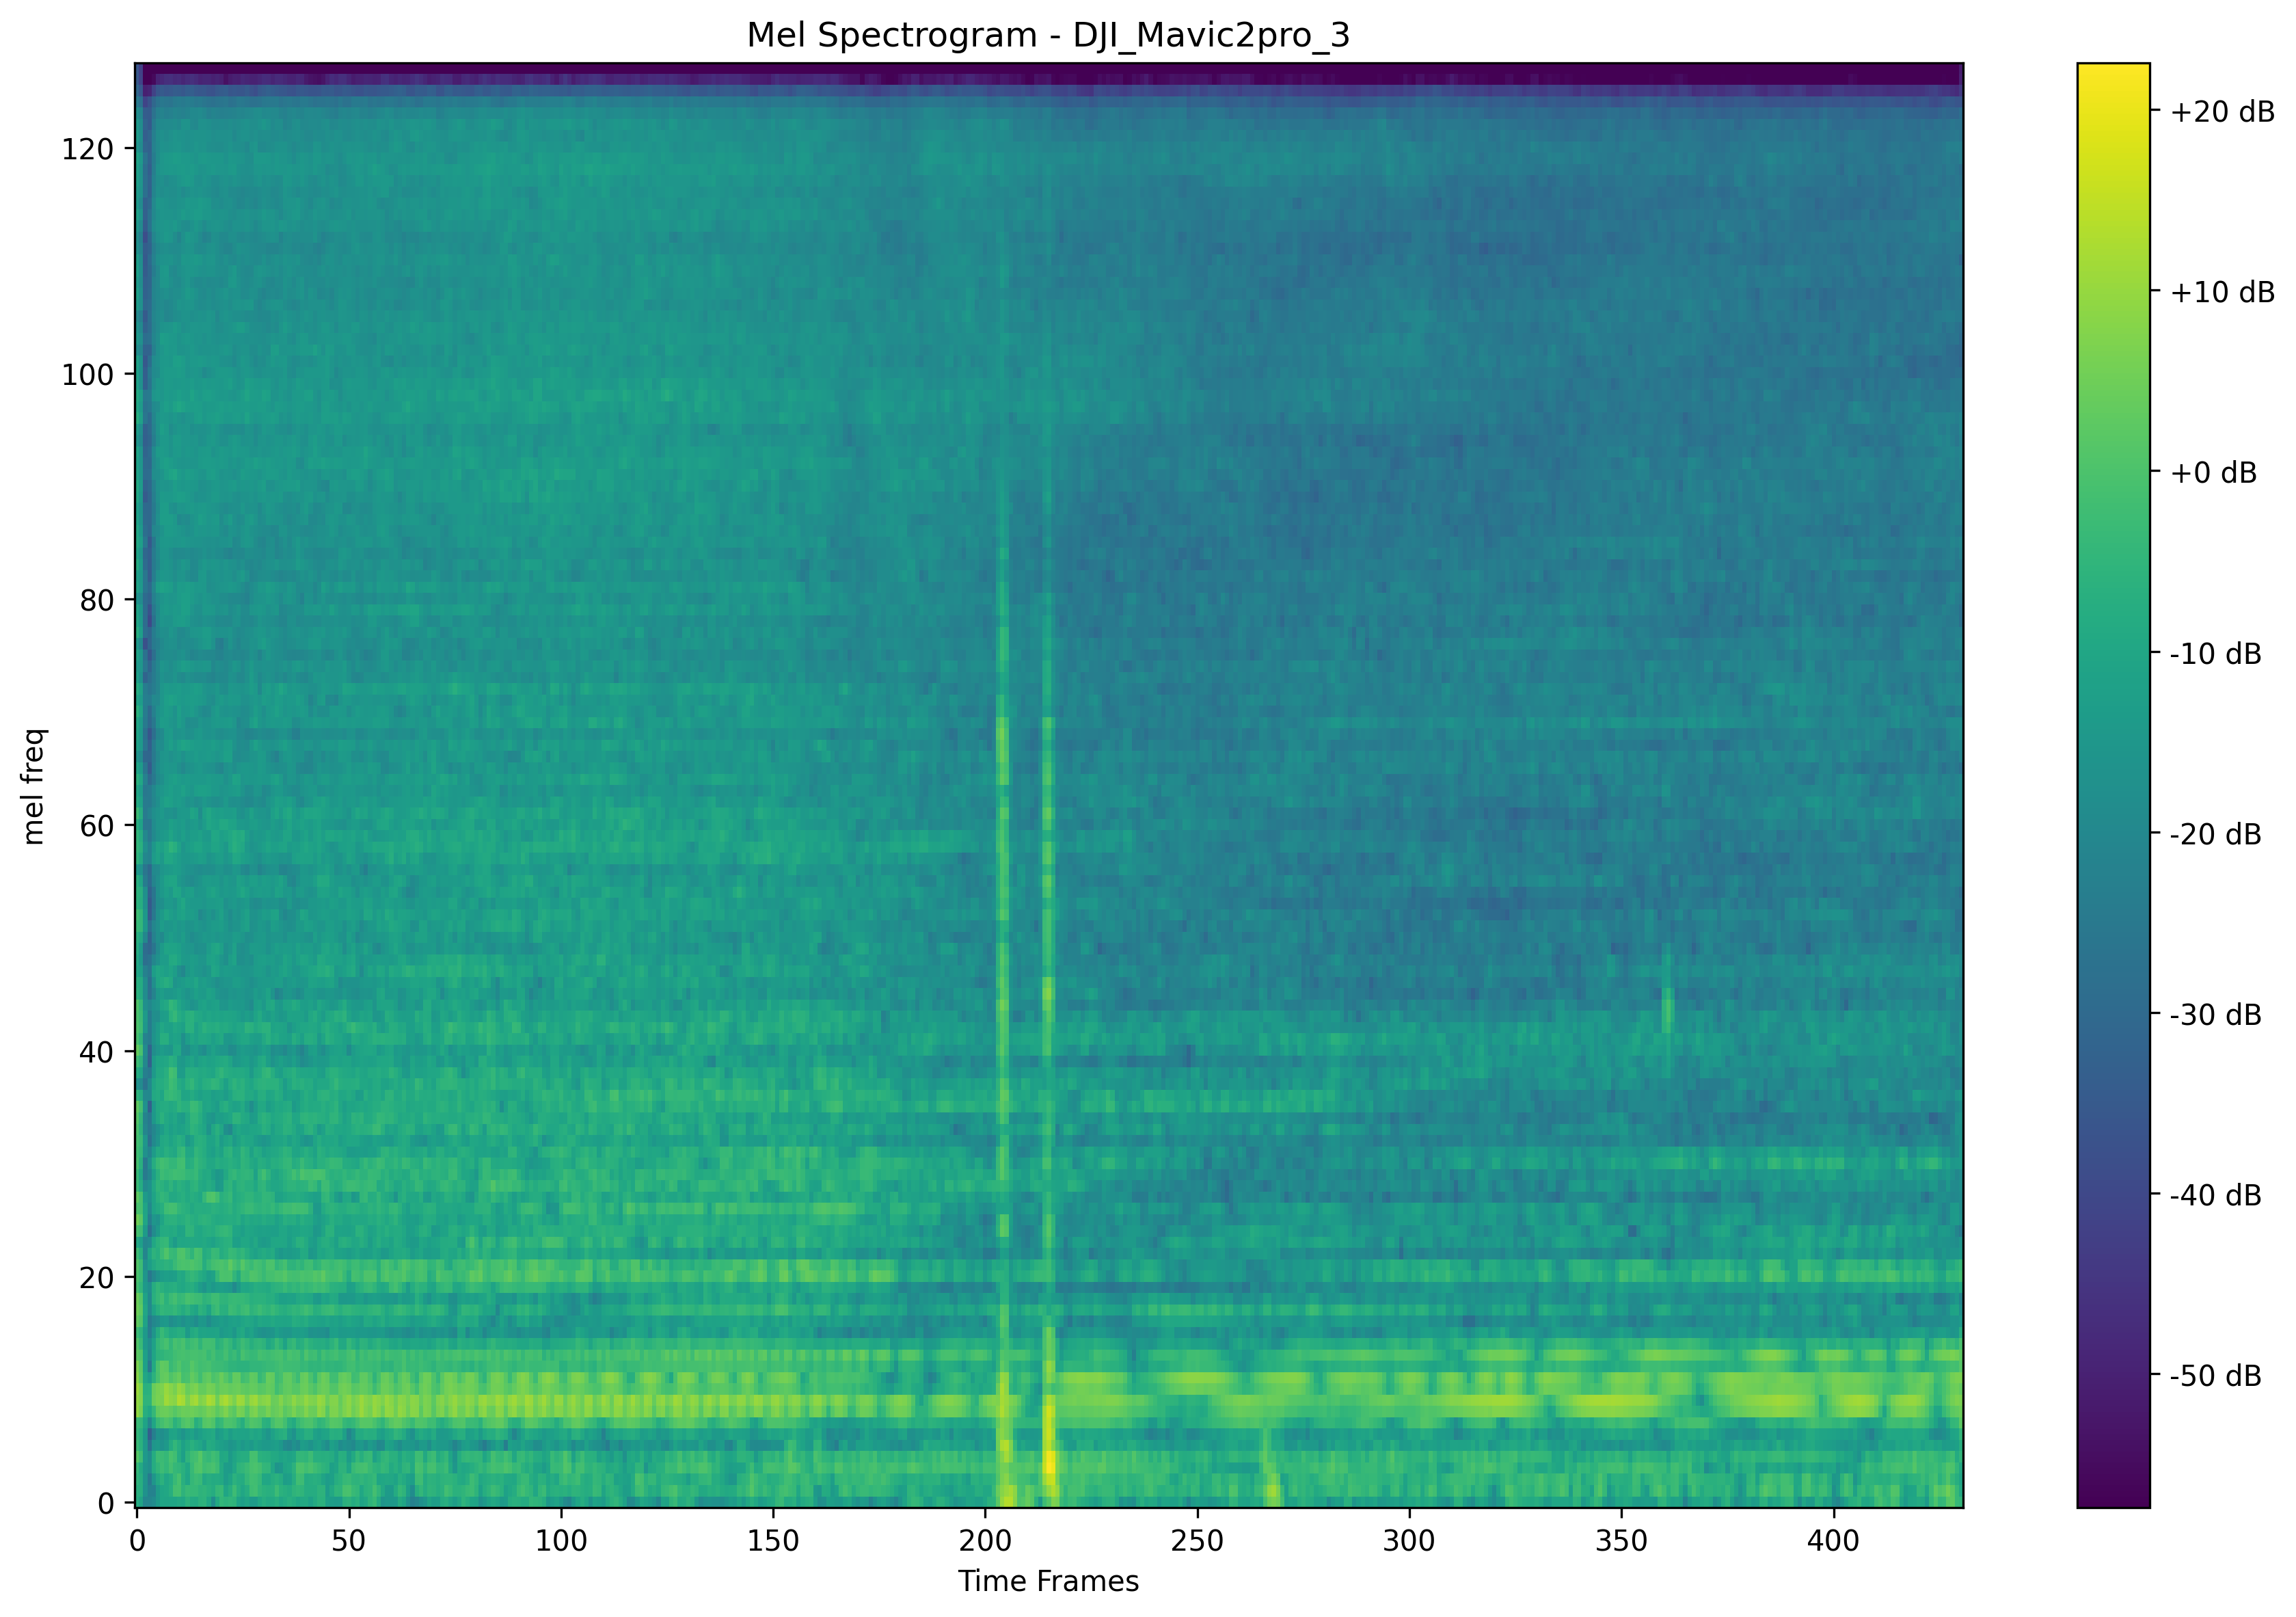 Mel Spectrogram - DJI_Mavic2pro_3
mel freq
120
100
80
60
40
20
0
0 50 100 150 200 250 300 350 400
Time Frames
+20 dB
+10 dB
+0 dB
-10 dB
-20 dB
-30 dB
-40 dB
-50 dB